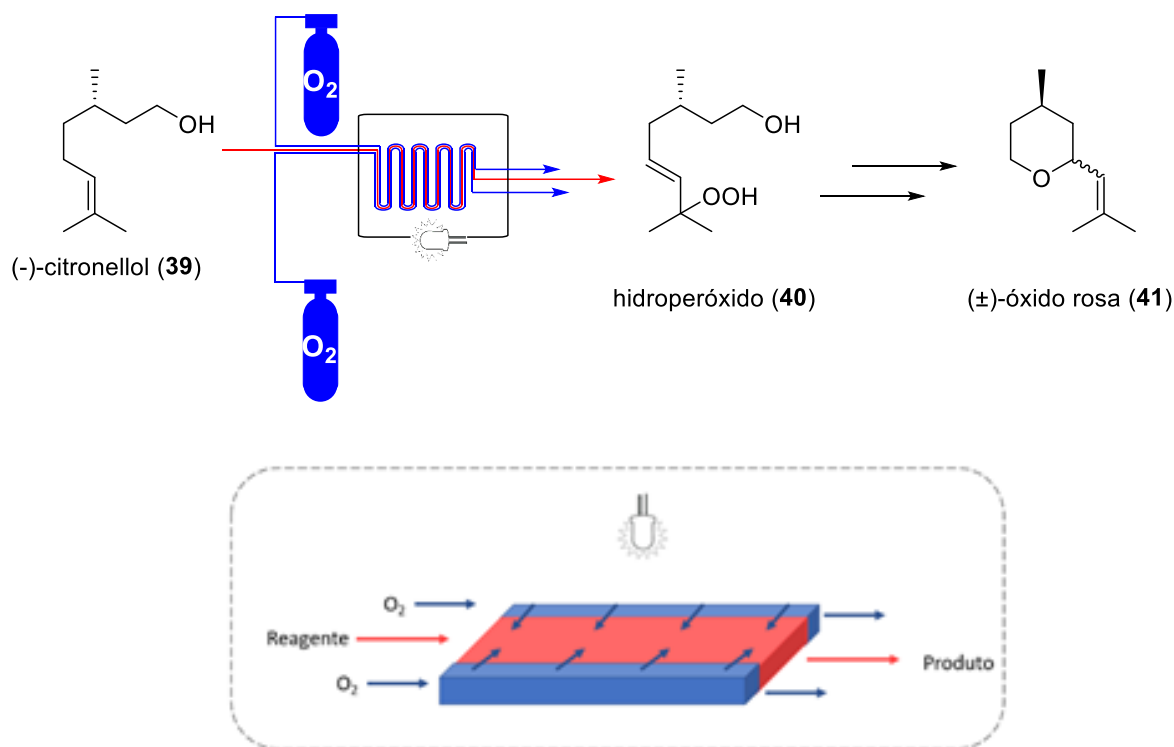 O2
OH
(-)-citronellol (39)
O2
OH
OOH
hidroperóxido (40)
O
(±)-óxido rosa (41)
O2
Reagente
O2
Produto